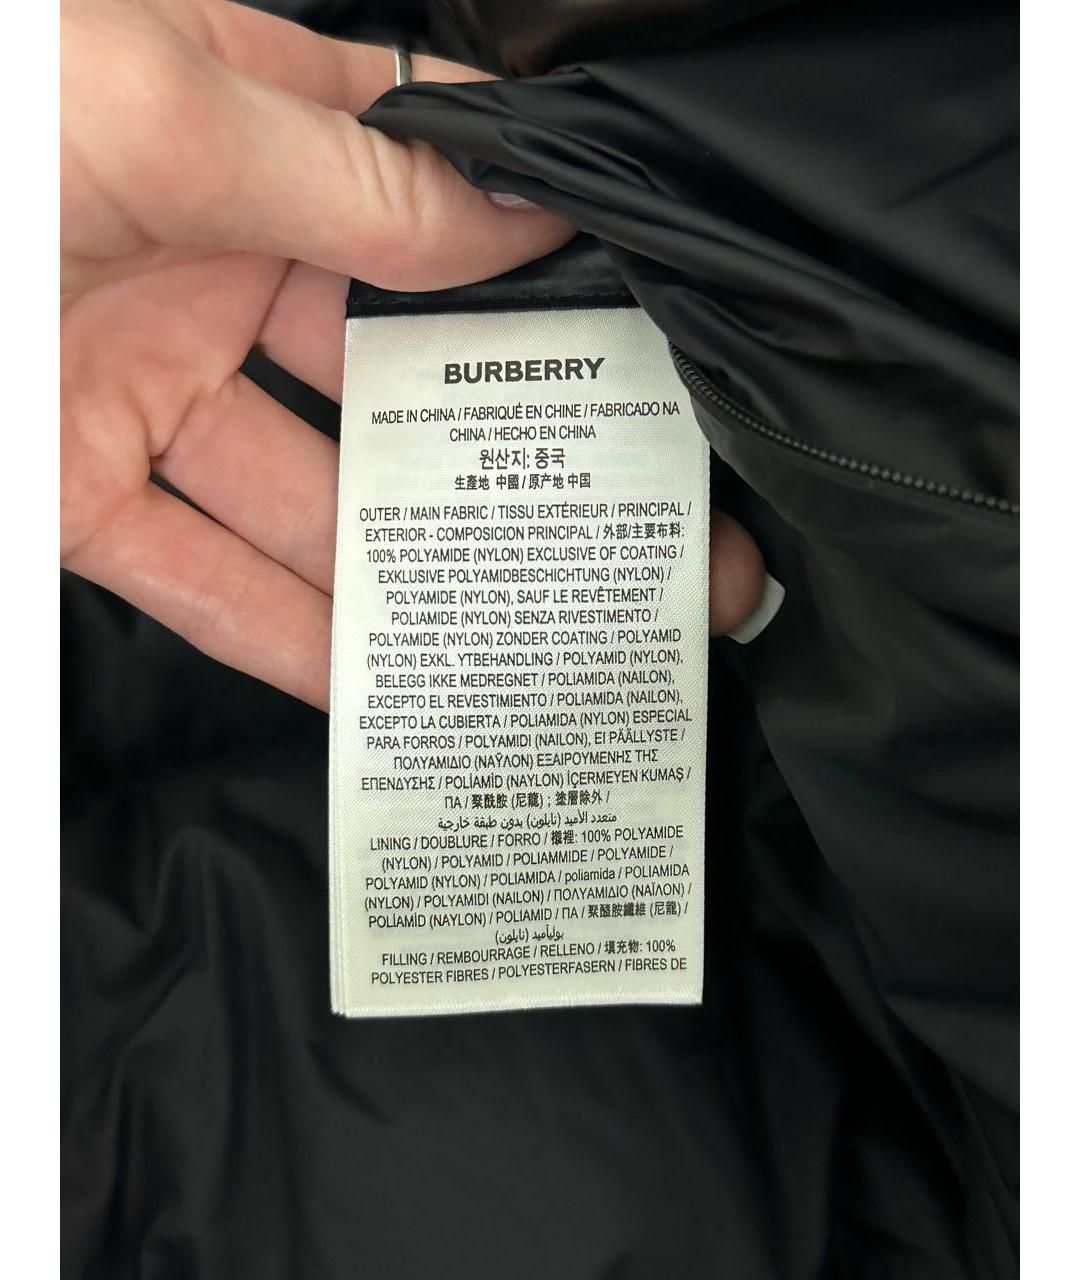 BURBERRY
MADE IN CHINA / FABRIQUÉ EN CHINE / FABRICADO NA
CHINA / HECHO EN CHINA
원산지: 중국
生產地 中國 / 原产地 中国
OUTER / MAIN FABRIC / TISSU EXTÉRIEUR / PRINCIPAL /
EXTERIOR - COMPOSICION PRINCIPAL / 外部/主要布料:
100% POLYAMIDE (NYLON) EXCLUSIVE OF COATING /
EXKLUSIVE POLYAMIDBESCHICHTUNG (NYLON) /
POLYAMIDE (NYLON), SAUF LE REVÊTEMENT /
POLIAMIDE (NYLON) SENZA RIVESTIMENTO /
POLYAMIDE (NYLON) ZONDER COATING / POLYAMID
(NYLON) EXKL. YTBEHANDLING / POLYAMID (NYLON),
BELEGG IKKE MEDREGNET / POLIAMIDA (NAILON),
EXCEPTO EL REVESTIMIENTO / POLIAMIDA (NAILON),
EXCEPTO LA CUBIERTA / POLIAMIDA (NYLON) ESPECIAL
PARA FORROS / POLYAMIDI (NAILON), EI PÄÄLLYSTE /
ΠΟΛΥΑΜΙΔΙΟ (ΝΑΫΛΟΝ) ΕΞΑΙΡΟΥΜΕΝΗΣ ΤΗΣ
ΕΠΕΝΔΥΣΗΣ / POLİAMİD (NAYLON) İÇERMEYEN KUMAŞ /
ПА / 聚酰胺 (尼龍) ; 塗層除外 /
متعدد الأميد (نايلون) بدون طبقة خارجية
LINING / DOUBLURE / FORRO / 襯裡: 100% POLYAMIDE
(NYLON) / POLYAMID / POLIAMMIDE / POLYAMIDE /
POLYAMID (NYLON) / POLIAMIDA / poliamida / POLIAMIDA
(NYLON) / POLYAMIDI (NAILON) / ΠΟΛΥΑΜΙΔΙΟ (ΝΑΪΛΟΝ) /
POLİAMİD (NAYLON) / POLIAMID / ПА / 聚醯胺纖維 (尼龍) /
بولياميد (نايلون)
FILLING / REMBOURRAGE / RELLENO / 填充物: 100%
POLYESTER FIBRES / POLYESTERFASERN / FIBRES DE